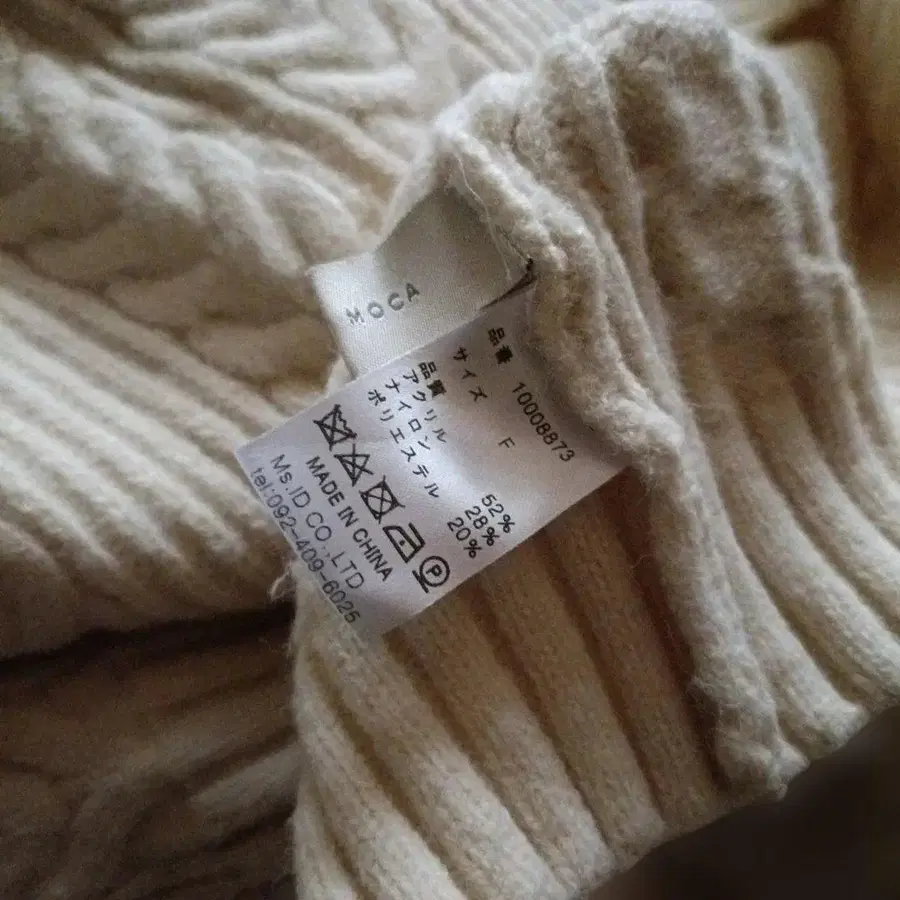 MOCA
品番 10008873
サイズ F
品質
アクリル 52%
ナイロン 28%
ポリエステル 20%
P
MADE IN CHINA
Ms.ID CO.,LTD
tel:092-409-6025